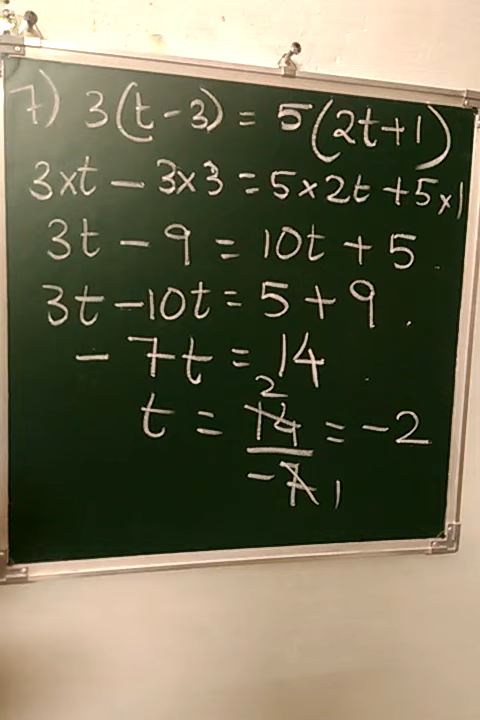 7) 3(t-3) = 5(2t+1)
3×t - 3×3 = 5×2t + 5×1
3t - 9 = 10t + 5
3t - 10t = 5 + 9
- 7t = 14
2
t = 14/-7 = -2
1